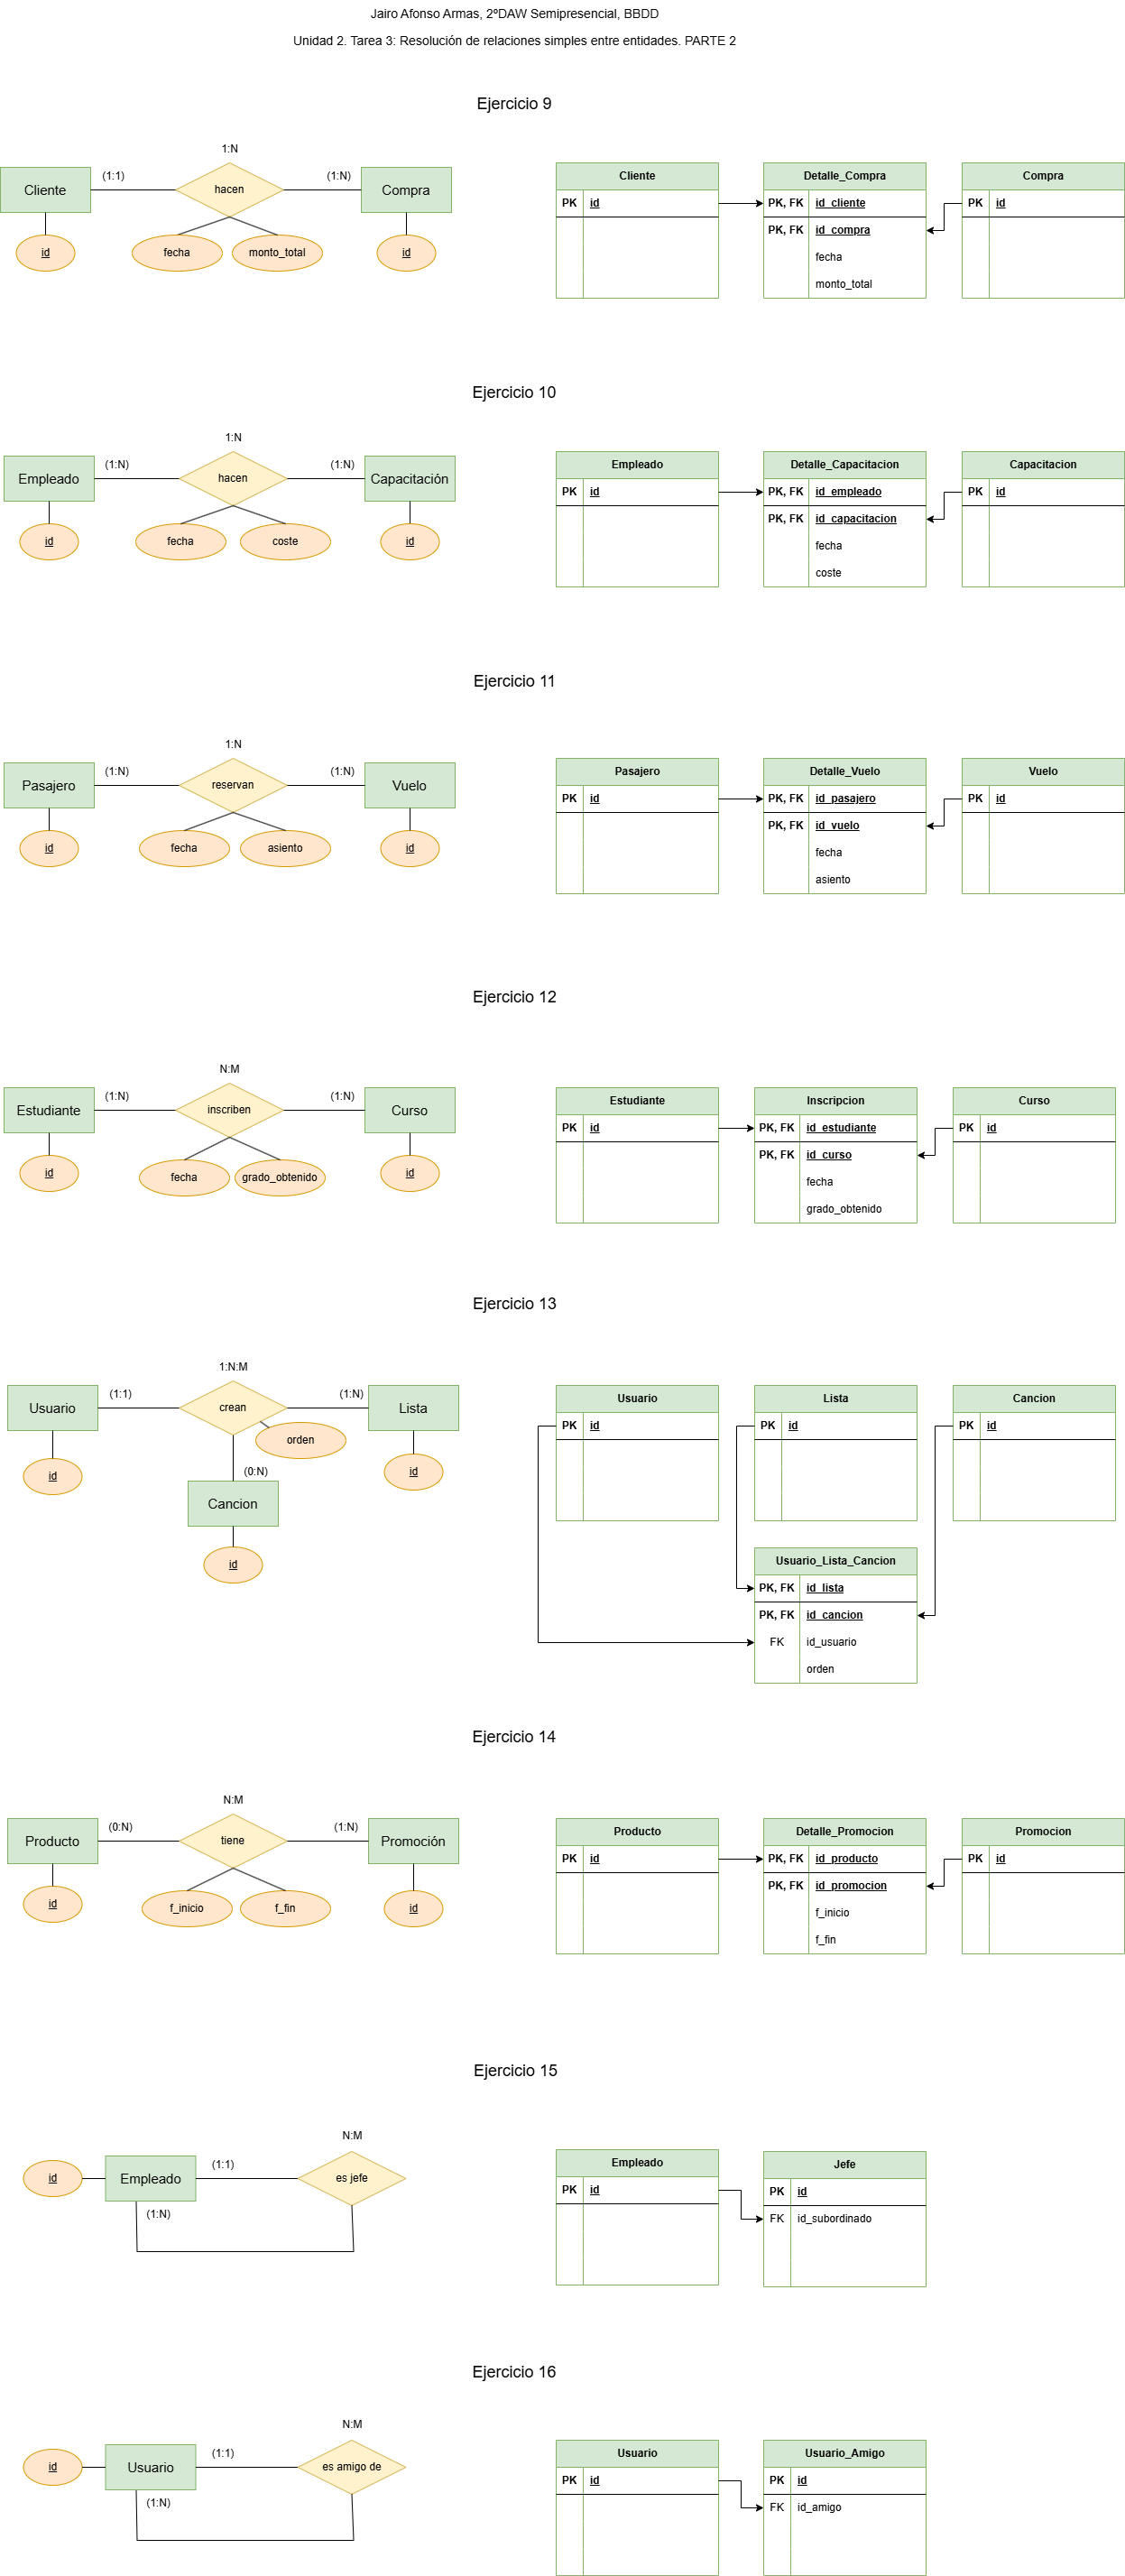 Jairo Afonso Armas, 2ºDAW Semipresencial, BBDD
Unidad 2. Tarea 3: Resolución de relaciones simples entre entidades. PARTE 2
Ejercicio 9
1:N
Cliente
(1:1)
hacen
(1:N)
Compra
id
fecha
monto_total
id
Cliente
PK id
Detalle_Compra
PK, FK id_cliente
PK, FK id_compra
fecha
monto_total
Compra
PK id
Ejercicio 10
1:N
Empleado
(1:N)
hacen
(1:N)
Capacitación
id
fecha
coste
id
Empleado
PK id
Detalle_Capacitacion
PK, FK id_empleado
PK, FK id_capacitacion
fecha
coste
Capacitacion
PK id
Ejercicio 11
1:N
Pasajero
(1:N)
reservan
(1:N)
Vuelo
id
fecha
asiento
id
Pasajero
PK id
Detalle_Vuelo
PK, FK id_pasajero
PK, FK id_vuelo
fecha
asiento
Vuelo
PK id
Ejercicio 12
N:M
Estudiante
(1:N)
inscriben
(1:N)
Curso
id
fecha
grado_obtenido
id
Estudiante
PK id
Inscripcion
PK, FK id_estudiante
PK, FK id_curso
fecha
grado_obtenido
Curso
PK id
Ejercicio 13
1:N:M
Usuario
(1:1)
crean
(1:N)
Lista
orden
id
id
(0:N)
Cancion
id
Usuario
PK id
Lista
PK id
Cancion
PK id
Usuario_Lista_Cancion
PK, FK id_lista
PK, FK id_cancion
FK id_usuario
orden
Ejercicio 14
N:M
Producto
(0:N)
tiene
(1:N)
Promoción
id
f_inicio
f_fin
id
Producto
PK id
Detalle_Promocion
PK, FK id_producto
PK, FK id_promocion
f_inicio
f_fin
Promocion
PK id
Ejercicio 15
N:M
id
Empleado
(1:1)
es jefe
(1:N)
Empleado
PK id
Jefe
PK id
FK id_subordinado
Ejercicio 16
N:M
id
Usuario
(1:1)
es amigo de
(1:N)
Usuario
PK id
Usuario_Amigo
PK id
FK id_amigo